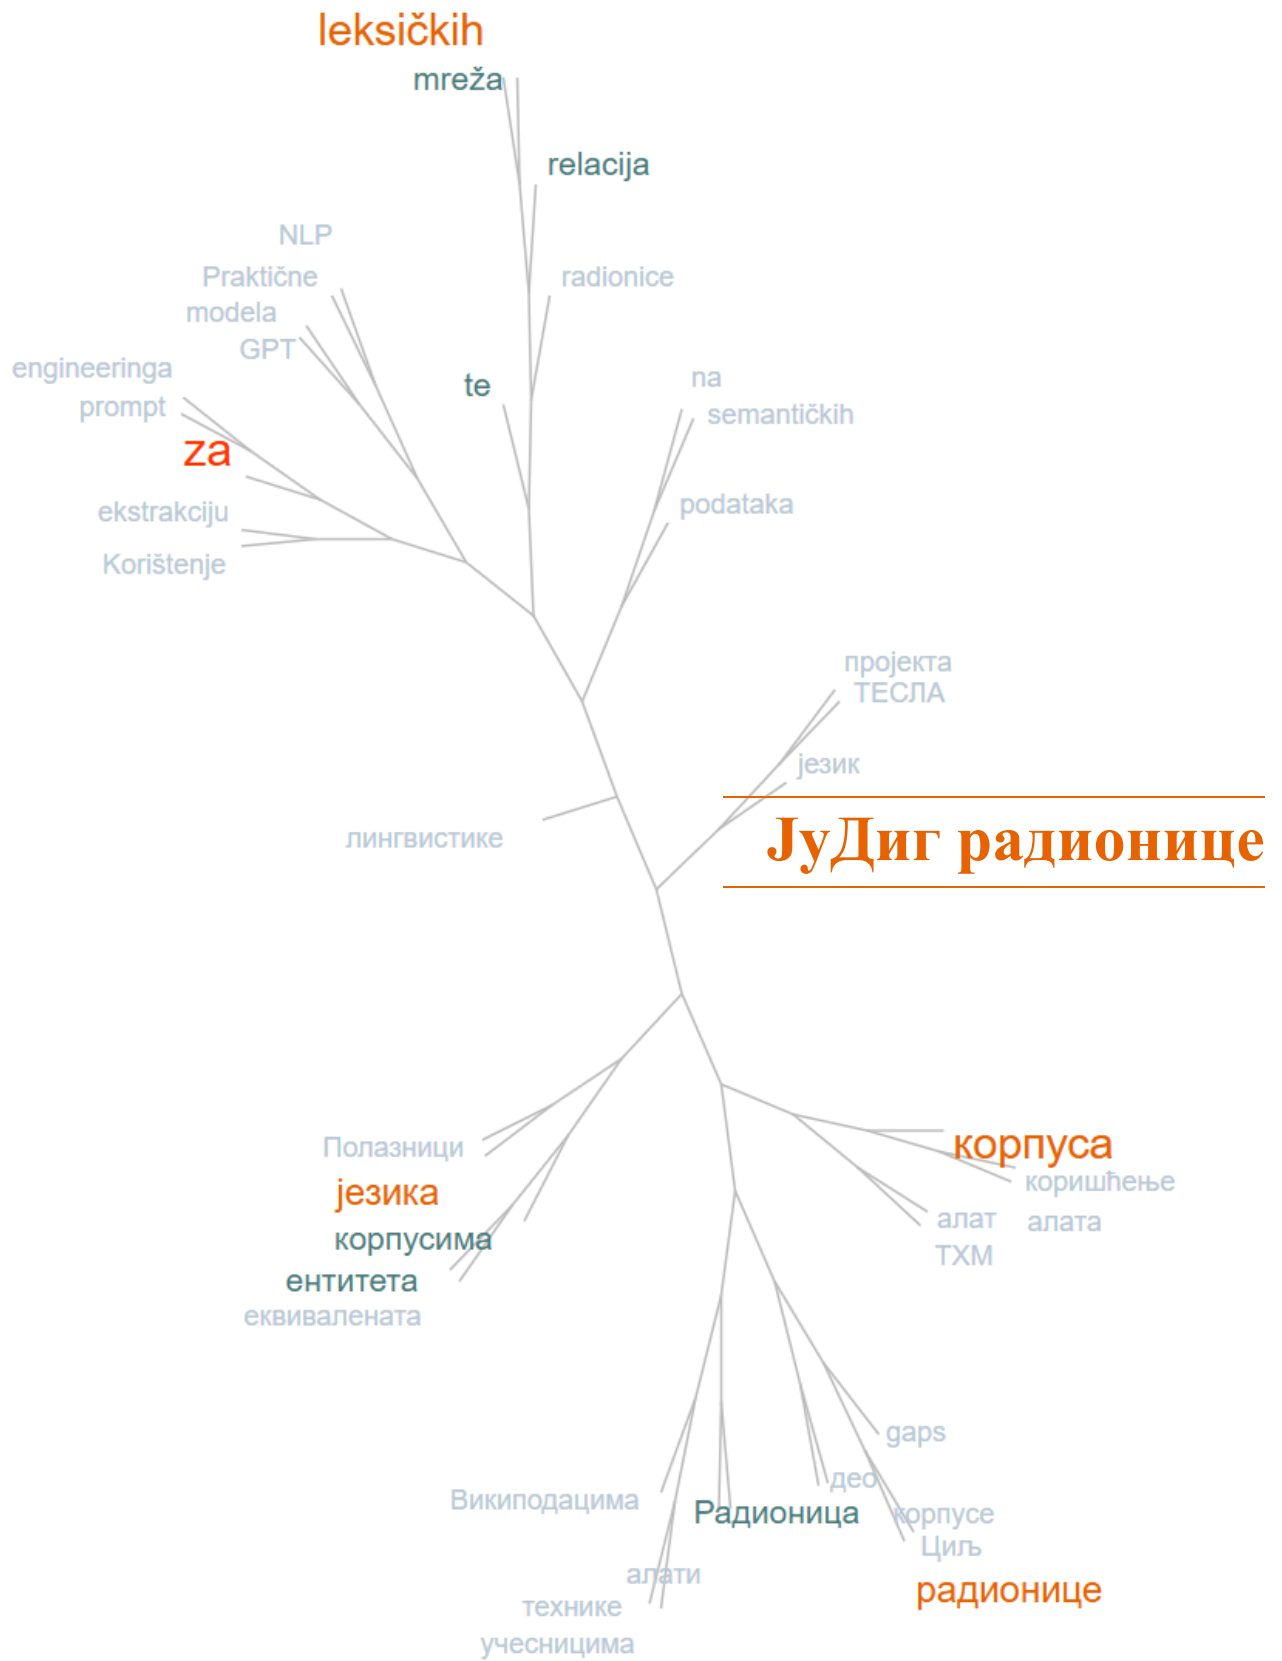 leksičkih
mreža
relacija
NLP
Praktične
radionice
modela
GPT
engineeringa
te
na
prompt
semantičkih
za
podataka
ekstrakciju
Korištenje
пројекта
ТЕСЛА
језик
лингвистике
ЈуДиг радионице
Полазници
корпуса
језика
коришћење
алат
алата
корпусима
ТХМ
ентитета
еквивалената
gaps
део
Википодацима
Радионица
корпусе
Циљ
алати
радионице
технике
учесницима